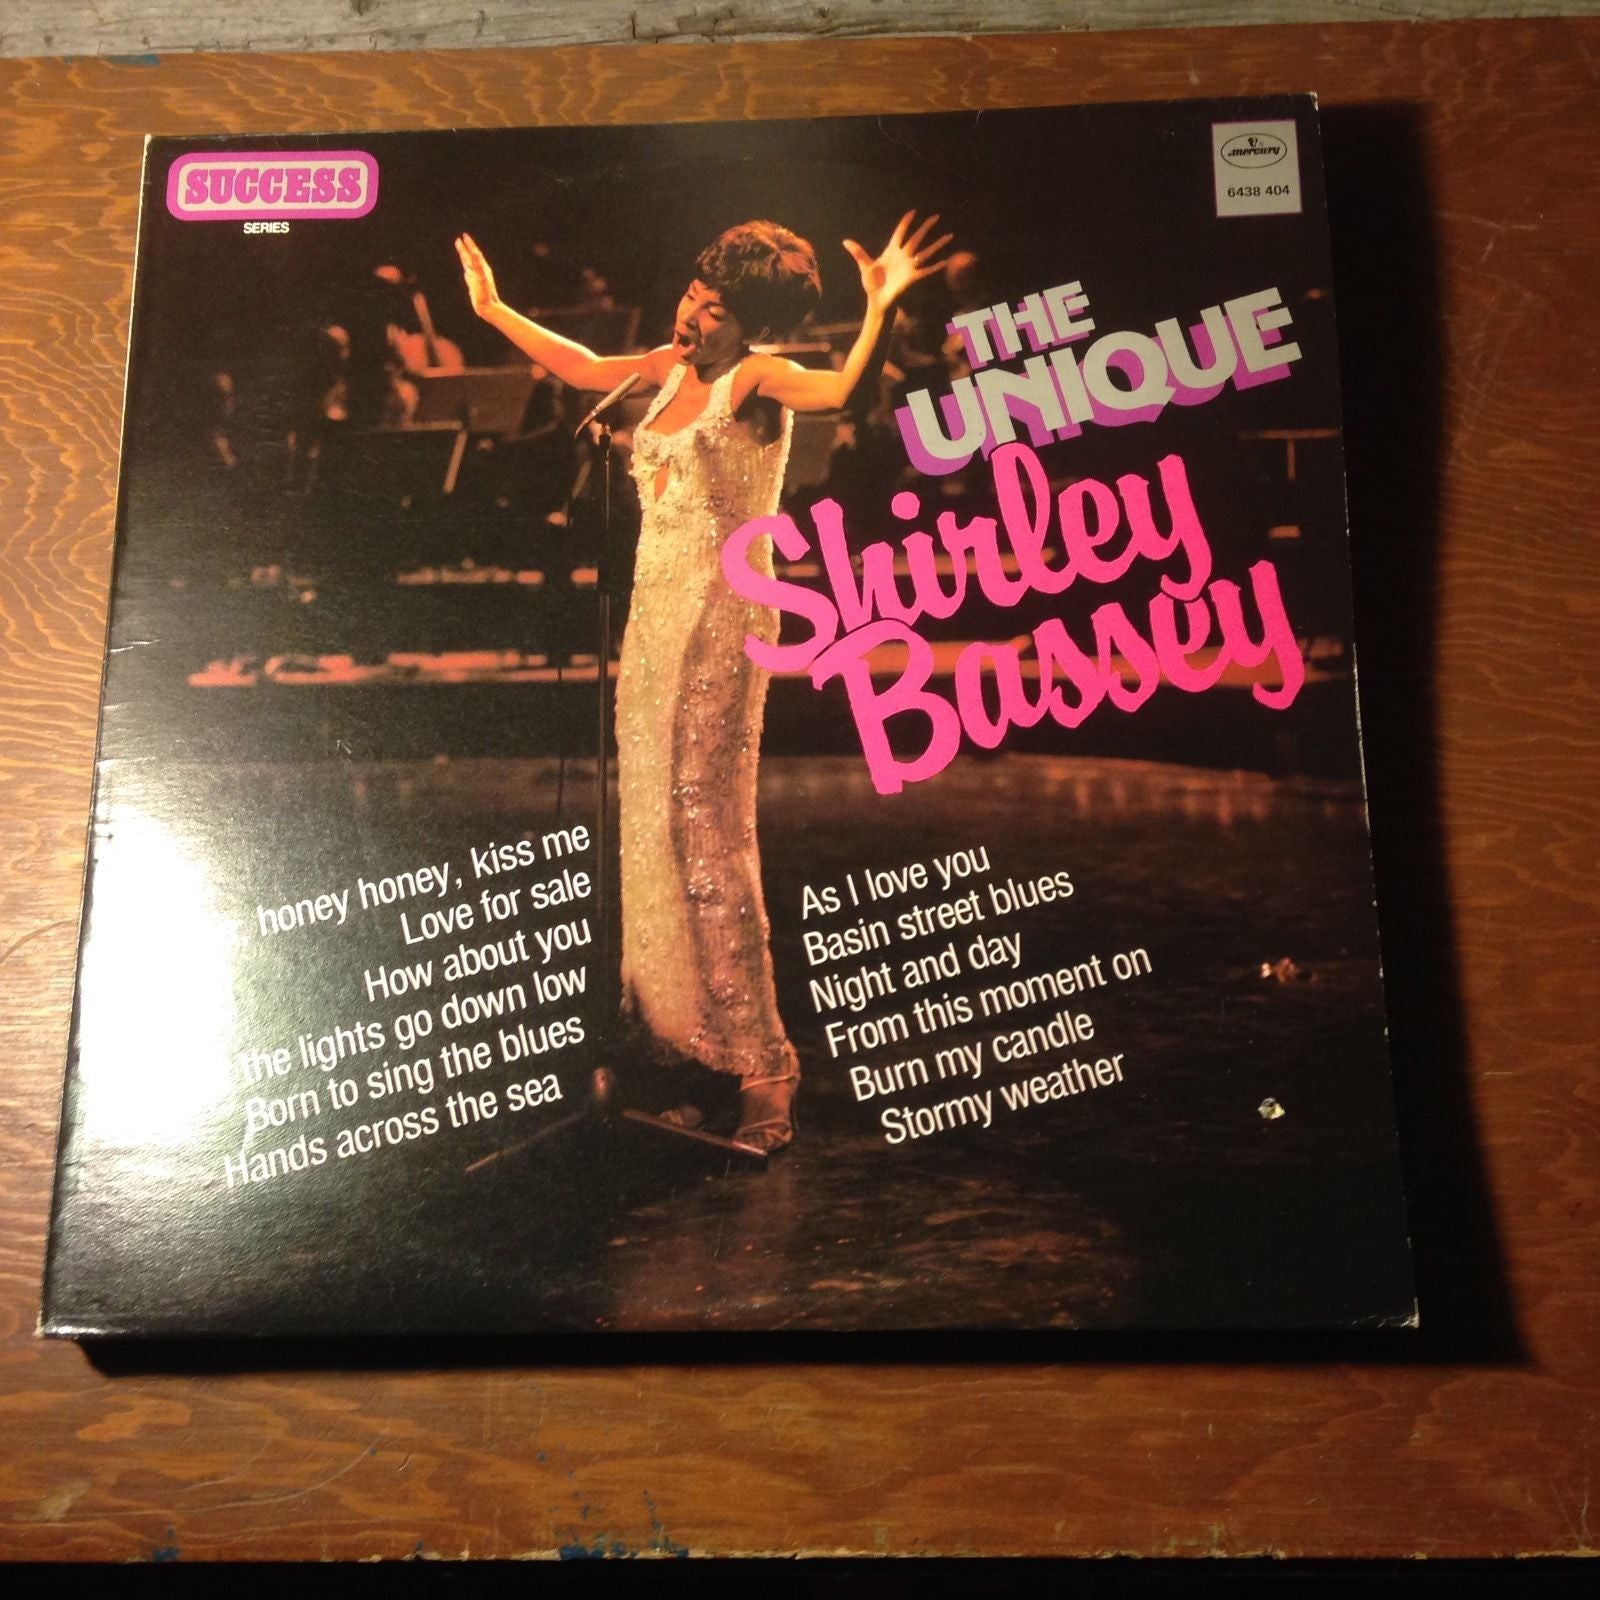 SUCCESS
SERIES
mercury
6438 404
THE
UNIQUE
Shirley
Bassey
honey honey, kiss me
Love for sale
How about you
the lights go down low
Born to sing the blues
Hands across the sea
As I love you
Basin street blues
Night and day
From this moment on
Burn my candle
Stormy weather